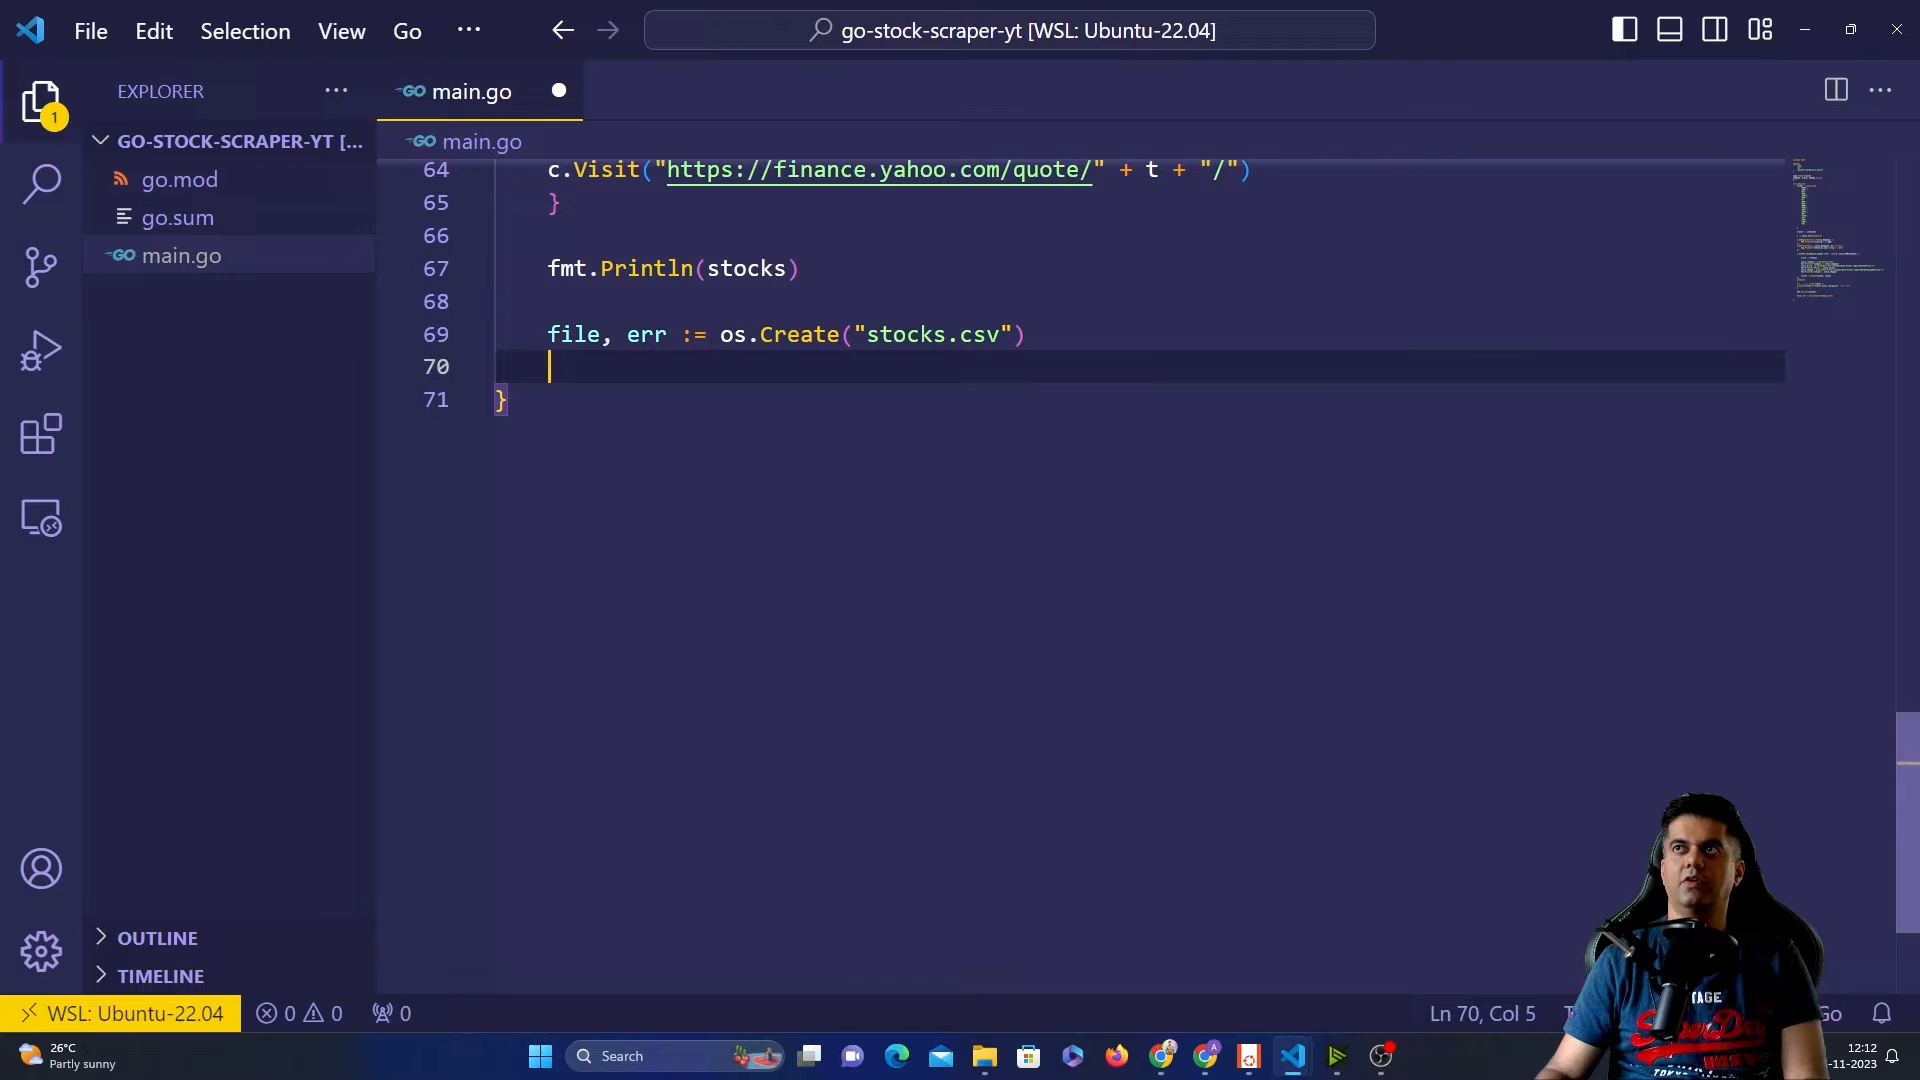 File Edit Selection View Go ...
go-stock-scraper-yt [WSL: Ubuntu-22.04]
EXPLORER
1
GO-STOCK-SCRAPER-YT [...
go.mod
go.sum
main.go
main.go
main.go
64 c.Visit("https://finance.yahoo.com/quote/" + t + "/")
65 }
66
67 fmt.Println(stocks)
68
69 file, err := os.Create("stocks.csv")
70
71 }
OUTLINE
TIMELINE
WSL: Ubuntu-22.04 0 0 0
Ln 70, Col 5
Go
26°C
Partly sunny
Search
12:12
-11-2023